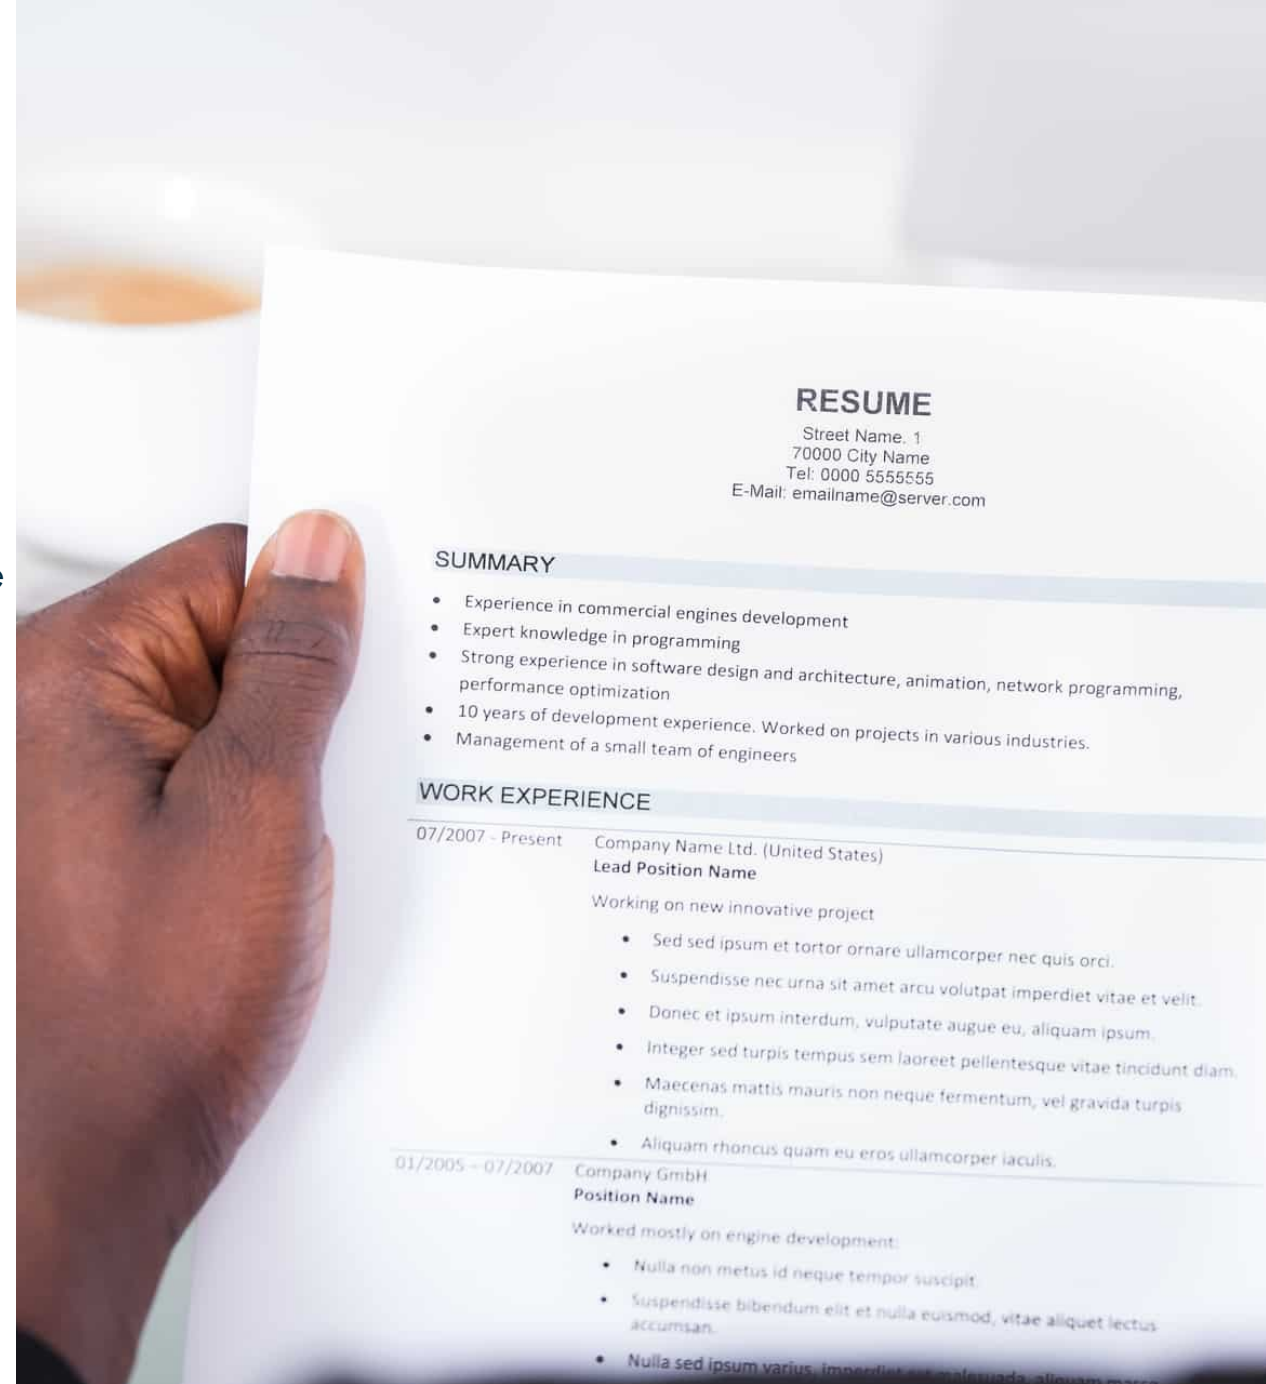 RESUME
Street Name. 1
70000 City Name
Tel: 0000 5555555
E-Mail: emailname@server.com
SUMMARY
• Experience in commercial engines development
• Expert knowledge in programming
• Strong experience in software design and architecture, animation, network programming,
performance optimization
• 10 years of development experience. Worked on projects in various industries.
• Management of a small team of engineers
WORK EXPERIENCE
07/2007 - Present Company Name Ltd. (United States)
Lead Position Name
Working on new innovative project
• Sed sed ipsum et tortor ornare ullamcorper nec quis orci.
• Suspendisse nec urna sit amet arcu volutpat imperdiet vitae et velit.
• Donec et ipsum interdum, vulputate augue eu, aliquam ipsum.
• Integer sed turpis tempus sem laoreet pellentesque vitae tincidunt diam.
• Maecenas mattis mauris non neque fermentum, vel gravida turpis
dignissim.
• Aliquam rhoncus quam eu eros ullamcorper iaculis.
01/2005 - 07/2007 Company GmbH
Position Name
Worked mostly on engine development:
• Nulla non metus id neque tempor suscipit
• Suspendisse bibendum elit et nulla euismod, vitae aliquet lectus
accumsan.
• Nulla sed ipsum varius,